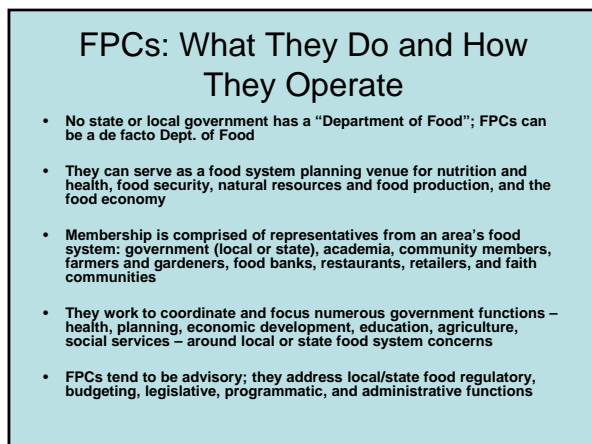 FPCs: What They Do and How
They Operate
• No state or local government has a “Department of Food”; FPCs can
be a de facto Dept. of Food
• They can serve as a food system planning venue for nutrition and
health, food security, natural resources and food production, and the
food economy
• Membership is comprised of representatives from an area’s food
system: government (local or state), academia, community members,
farmers and gardeners, food banks, restaurants, retailers, and faith
communities
• They work to coordinate and focus numerous government functions –
health, planning, economic development, education, agriculture,
social services – around local or state food system concerns
• FPCs tend to be advisory; they address local/state food regulatory,
budgeting, legislative, programmatic, and administrative functions